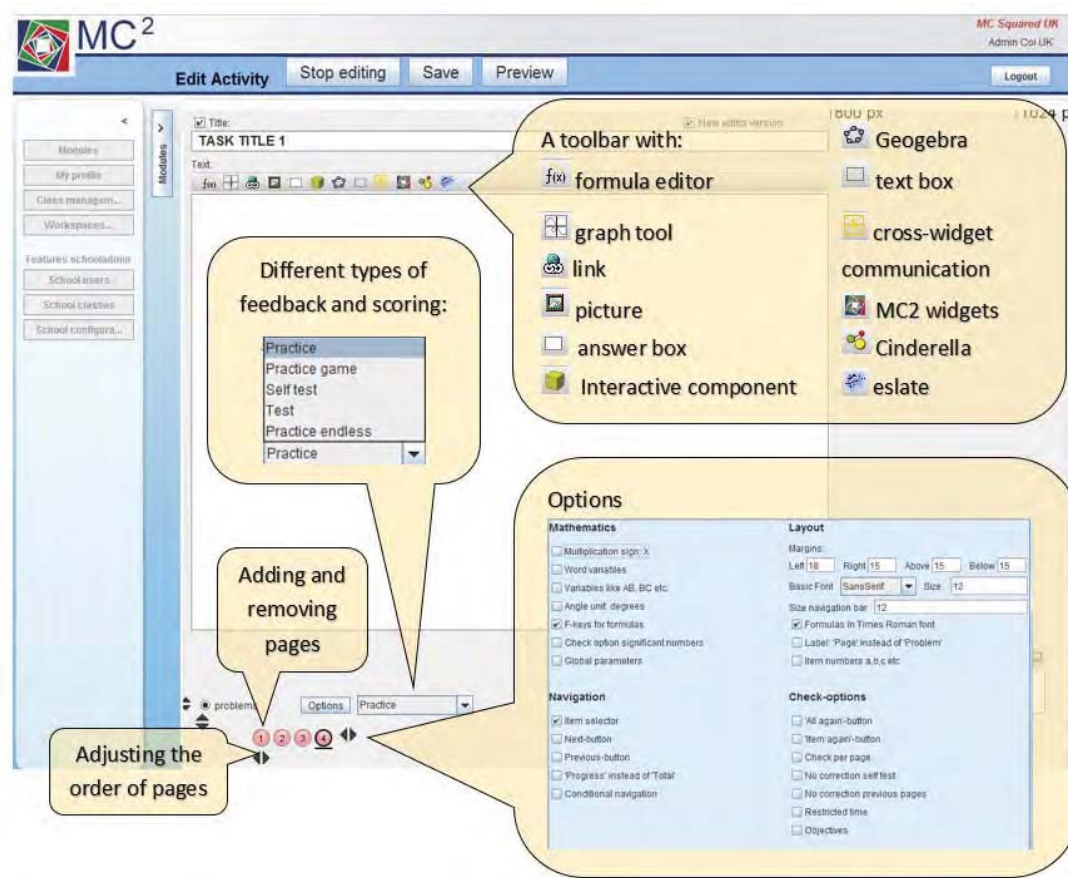 MC²
MC Squared UK
Admin Col UK
Edit Activity
Stop editing
Save
Preview
Logout
<
>
Modules
Modules
My profile
Class managem...
Workspaces...
Features schooladmin
School users
School classes
School configura...
Title:
New editor version
TASK TITLE 1
Text:
f(x)
1800 px
1024 p
A toolbar with:
f(x) formula editor
graph tool
link
picture
answer box
Interactive component
Geogebra
text box
cross-widget
communication
MC2 widgets
Cinderella
eslate
Different types of
feedback and scoring:
Practice
Practice game
Self test
Test
Practice endless
Practice
Adding and
removing
pages
Adjusting the
order of pages
problem
Options
Practice
1 2 3 4
Options
Mathematics
Multiplication sign: X
Word variables
Variables like AB, BC etc.
Angle unit: degrees
F-keys for formulas
Check option significant numbers
Global parameters
Layout
Margins:
Left 18 Right 15 Above 15 Below 15
Basic Font SansSerif Size 12
Size navigation bar 12
Formulas in Times Roman font
Label: 'Page' instead of 'Problem'
Item numbers a,b,c etc
Navigation
Item selector
Next-button
Previous-button
'Progress' instead of 'Total'
Conditional navigation
Check-options
'All again'-button
'Item again'-button
Check per page
No correction self test
No correction previous pages
Restricted time
Objectives